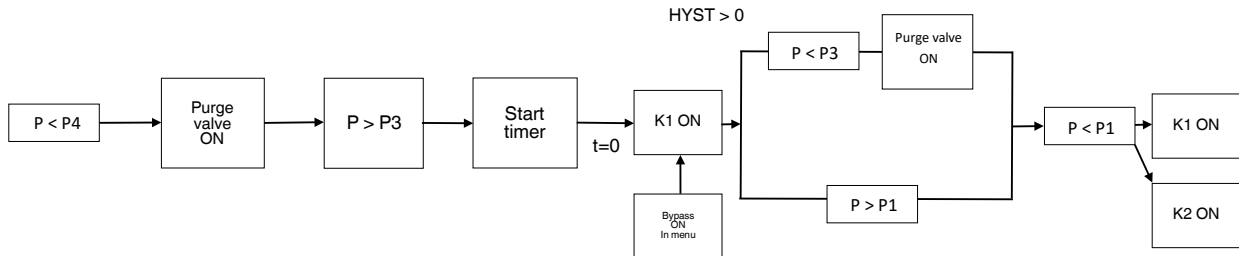 HYST > 0
P < P4
Purge
valve
ON
P > P3
Start
timer
t=0
K1 ON
Bypass
ON
In menu
P < P3
Purge valve
ON
P > P1
P < P1
K1 ON
K2 ON